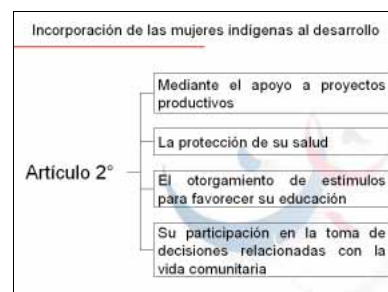 Incorporación de las mujeres indígenas al desarrollo
Artículo 2°
Mediante el apoyo a proyectos
productivos
La protección de su salud
El otorgamiento de estímulos
para favorecer su educación
Su participación en la toma de
decisiones relacionadas con la
vida comunitaria